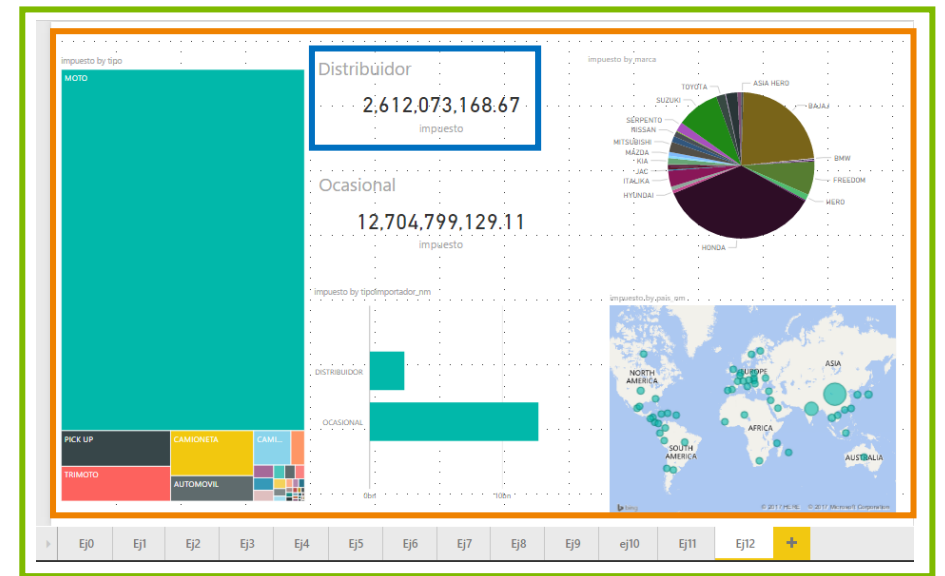 impuesto by tipo
MOTO
PICK UP
TRIMOTO
CAMIONETA
AUTOMOVIL
CAMI...
Distribuidor
2,612,073,168.67
impuesto
Ocasional
12,704,799,129.11
impuesto
impuesto by tipoimportador_nm
DISTRIBUIDOR
OCASIONAL
0bn
10bn
impuesto by marca
ASIA HERO
BAJAJ
BMW
FREEDOM
HERO
HONDA
HYUNDAI
ITALIKA
JAC
KIA
MAZDA
MITSUBISHI
NISSAN
SERPENTO
SUZUKI
TOYOTA
impuesto by pais_nm
NORTH
AMERICA
EUROPE
ASIA
AFRICA
SOUTH
AMERICA
AUSTRALIA
bing
© 2017 HERE © 2017 Microsoft Corporation
Ej0 Ej1 Ej2 Ej3 Ej4 Ej5 Ej6 Ej7 Ej8 Ej9 ej10 Ej11 Ej12 +